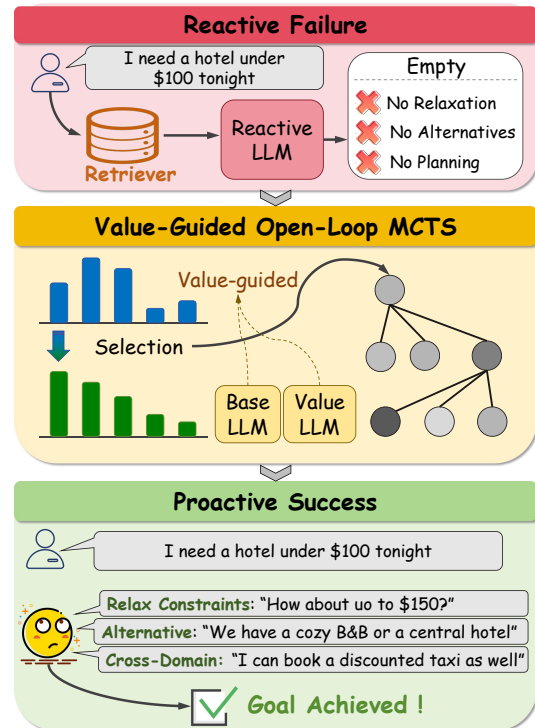 Reactive Failure
I need a hotel under
$100 tonight
Retriever
Reactive
LLM
Empty
No Relaxation
No Alternatives
No Planning
Value-Guided Open-Loop MCTS
Value-guided
Selection
Base
LLM
Value
LLM
Proactive Success
I need a hotel under $100 tonight
Relax Constraints: “How about uo to $150?”
Alternative: “We have a cozy B&B or a central hotel”
Cross-Domain: “I can book a discounted taxi as well”
Goal Achieved !